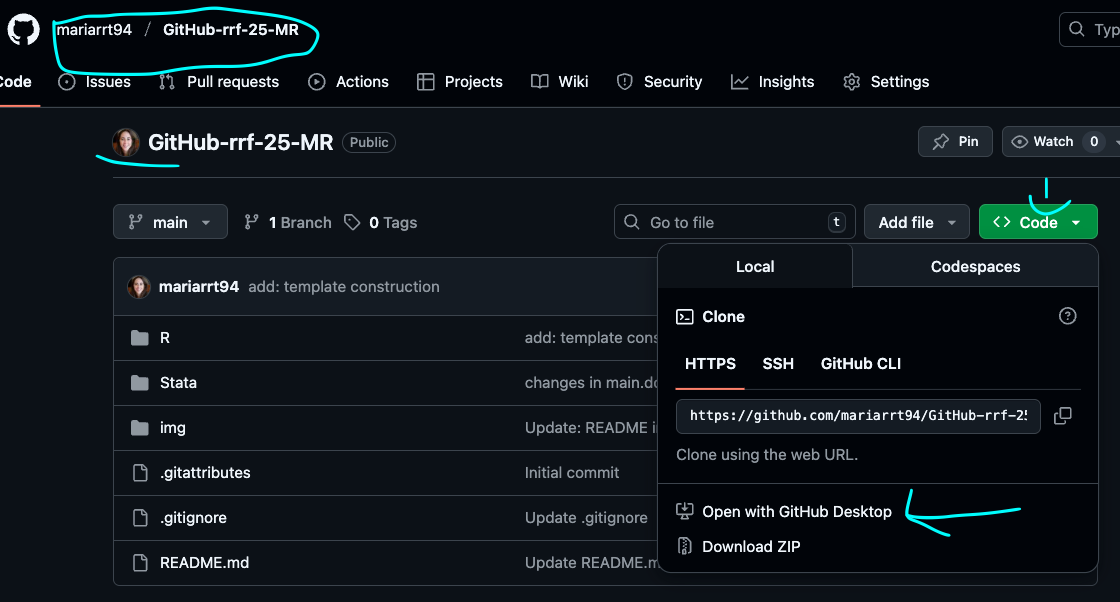 mariarrt94 / GitHub-rrf-25-MR
Typ
Code Issues Pull requests Actions Projects Wiki Security Insights Settings
GitHub-rrf-25-MR Public Pin Watch 0
main 1 Branch 0 Tags Go to file t Add file <> Code
Local Codespaces
mariarrt94 add: template construction
Clone
R add: template cons
HTTPS SSH GitHub CLI
Stata changes in main.do
https://github.com/mariarrt94/GitHub-rrf-25
img Update: README i
Clone using the web URL.
.gitattributes Initial commit
Open with GitHub Desktop
.gitignore Update .gitignore
Download ZIP
README.md Update README.m